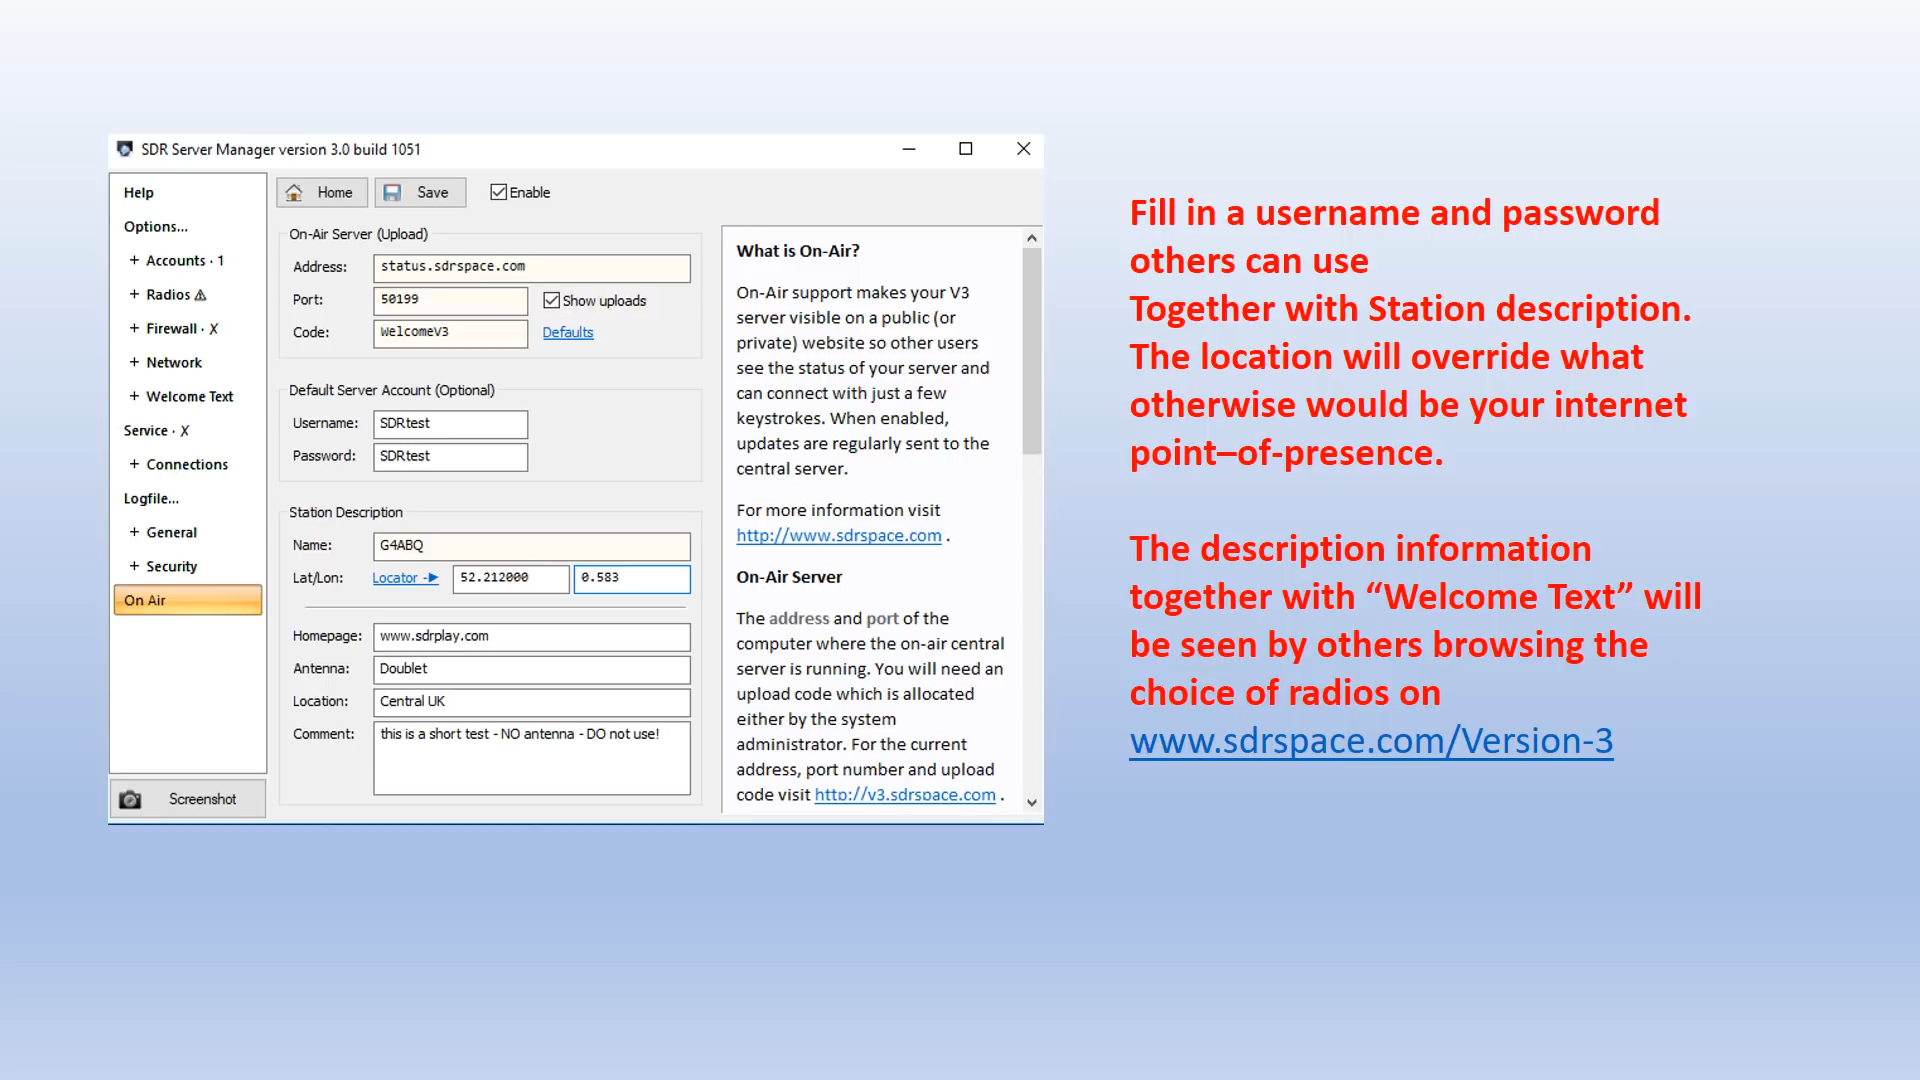 SDR Server Manager version 3.0 build 1051
Help
Options...
+ Accounts · 1
+ Radios ⚠
+ Firewall · X
+ Network
+ Welcome Text
Service · X
+ Connections
Logfile...
+ General
+ Security
On Air
Screenshot
Home
Save
Enable
On-Air Server (Upload)
Address: status.sdrspace.com
Port: 50199
Show uploads
Code: WelcomeV3
Defaults
Default Server Account (Optional)
Username: SDRtest
Password: SDRtest
Station Description
Name: G4ABQ
Lat/Lon: Locator -► 52.212000 0.583
Homepage: www.sdrplay.com
Antenna: Doublet
Location: Central UK
Comment: this is a short test - NO antenna - DO not use!
What is On-Air?
On-Air support makes your V3
server visible on a public (or
private) website so other users
see the status of your server and
can connect with just a few
keystrokes. When enabled,
updates are regularly sent to the
central server.
For more information visit
http://www.sdrspace.com .
On-Air Server
The address and port of the
computer where the on-air central
server is running. You will need an
upload code which is allocated
either by the system
administrator. For the current
address, port number and upload
code visit http://v3.sdrspace.com .
Fill in a username and password
others can use
Together with Station description.
The location will override what
otherwise would be your internet
point–of-presence.
The description information
together with “Welcome Text” will
be seen by others browsing the
choice of radios on
www.sdrspace.com/Version-3